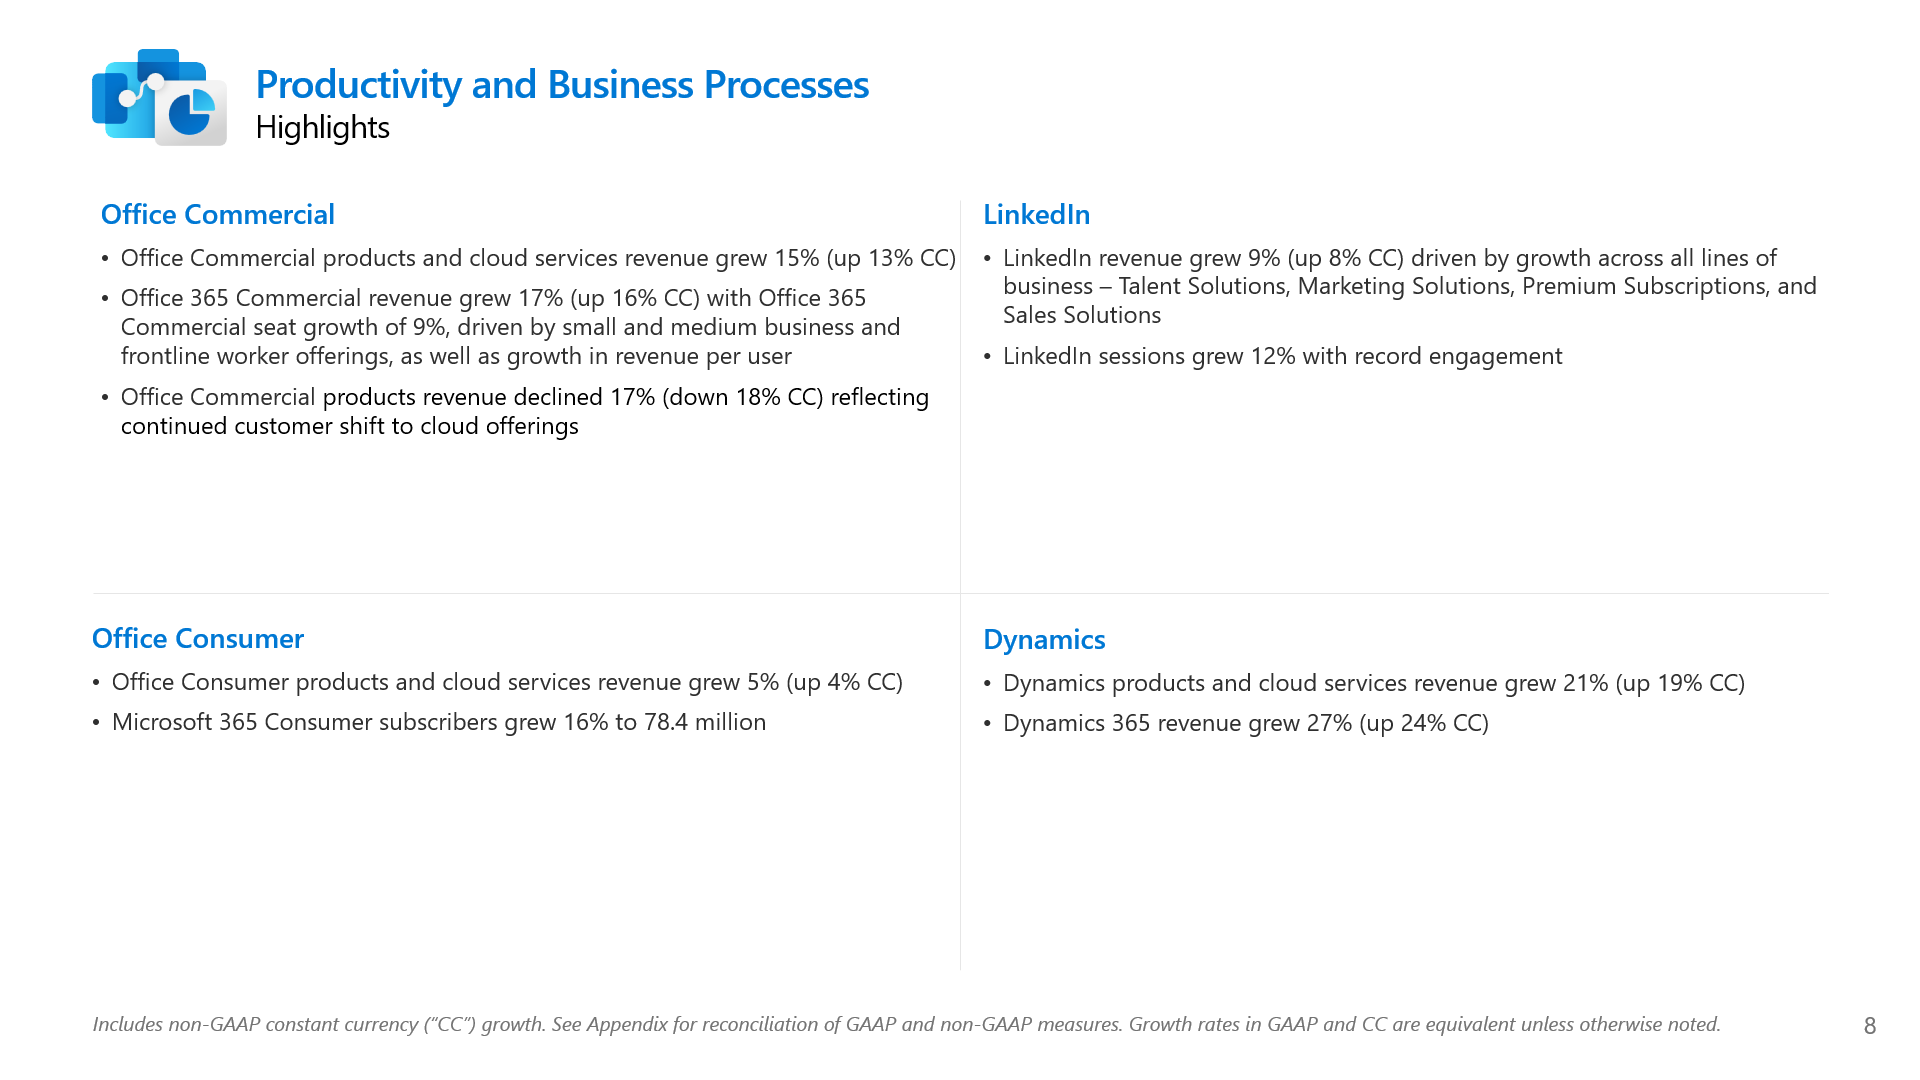 Productivity and Business Processes
Highlights
Office Commercial
• Office Commercial products and cloud services revenue grew 15% (up 13% CC)
• Office 365 Commercial revenue grew 17% (up 16% CC) with Office 365
Commercial seat growth of 9%, driven by small and medium business and
frontline worker offerings, as well as growth in revenue per user
• Office Commercial products revenue declined 17% (down 18% CC) reflecting
continued customer shift to cloud offerings
LinkedIn
• LinkedIn revenue grew 9% (up 8% CC) driven by growth across all lines of
business – Talent Solutions, Marketing Solutions, Premium Subscriptions, and
Sales Solutions
• LinkedIn sessions grew 12% with record engagement
Office Consumer
• Office Consumer products and cloud services revenue grew 5% (up 4% CC)
• Microsoft 365 Consumer subscribers grew 16% to 78.4 million
Dynamics
• Dynamics products and cloud services revenue grew 21% (up 19% CC)
• Dynamics 365 revenue grew 27% (up 24% CC)
Includes non-GAAP constant currency (“CC”) growth. See Appendix for reconciliation of GAAP and non-GAAP measures. Growth rates in GAAP and CC are equivalent unless otherwise noted.
8